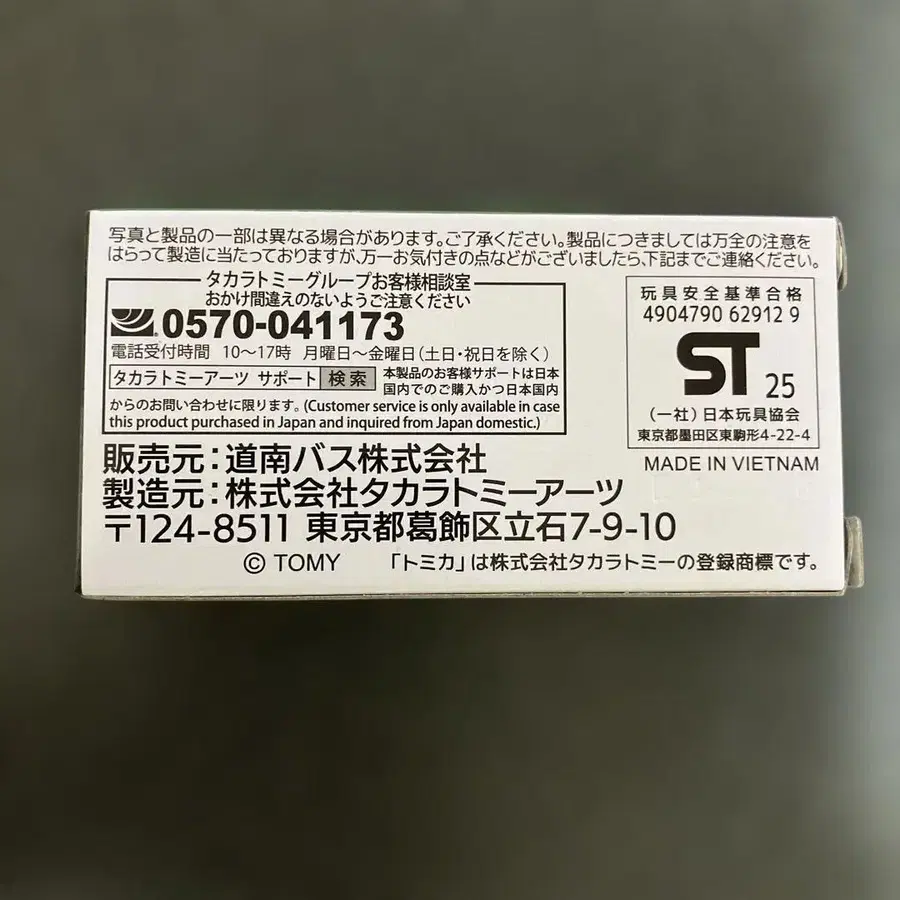 写真と製品の一部は異なる場合があります。ご了承ください。製品につきましては万全の注意を
はらって製造に当たっておりますが、万一お気付きの点などがございましたら、下記までご連絡ください。
タカラトミーグループお客様相談室
おかけ間違えのないようご注意ください
0570-041173
電話受付時間 10〜17時 月曜日〜金曜日(土日・祝日を除く)
タカラトミーアーツ サポート 検索
本製品のお客様サポートは日本
国内でのご購入かつ日本国内
からのお問い合わせに限ります。(Customer service is only available in case
this product purchased in Japan and inquired from Japan domestic.)
玩具安全基準合格
4904790 62912 9
ST 25
(一社)日本玩具協会
東京都墨田区東駒形4-22-4
MADE IN VIETNAM
販売元:道南バス株式会社
製造元:株式会社タカラトミーアーツ
〒124-8511 東京都葛飾区立石7-9-10
© TOMY 「トミカ」は株式会社タカラトミーの登録商標です。